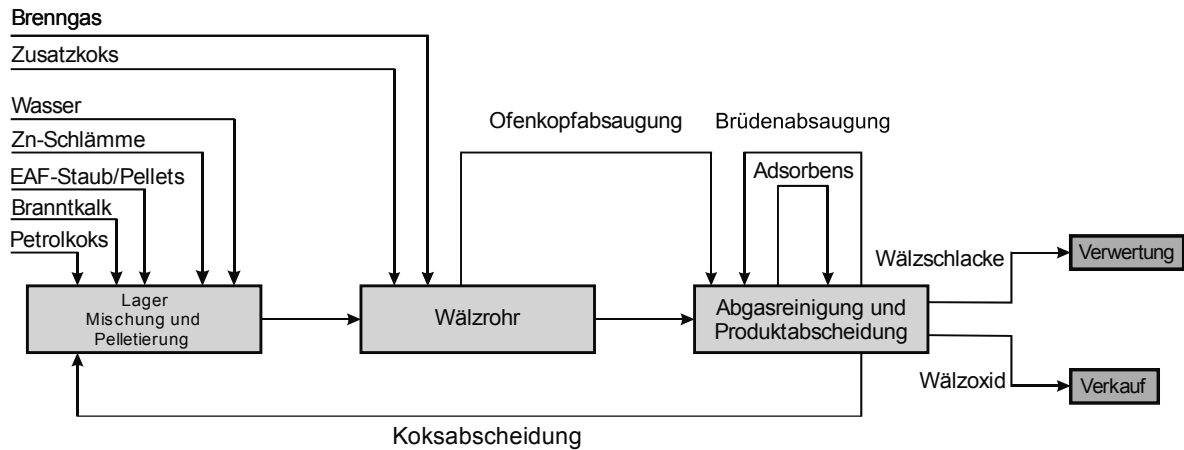 Brenngas
Zusatzkoks
Wasser
Zn-Schlämme
EAF-Staub/Pellets
Branntkalk
Petrolkoks
Ofenkopfabsaugung
Brüdenabsaugung
Adsorbens
Lager
Mischung und
Pelletierung
Wälzrohr
Abgasreinigung und
Produktabscheidung
Wälzschlacke
Verwertung
Wälzoxid
Verkauf
Koksabscheidung